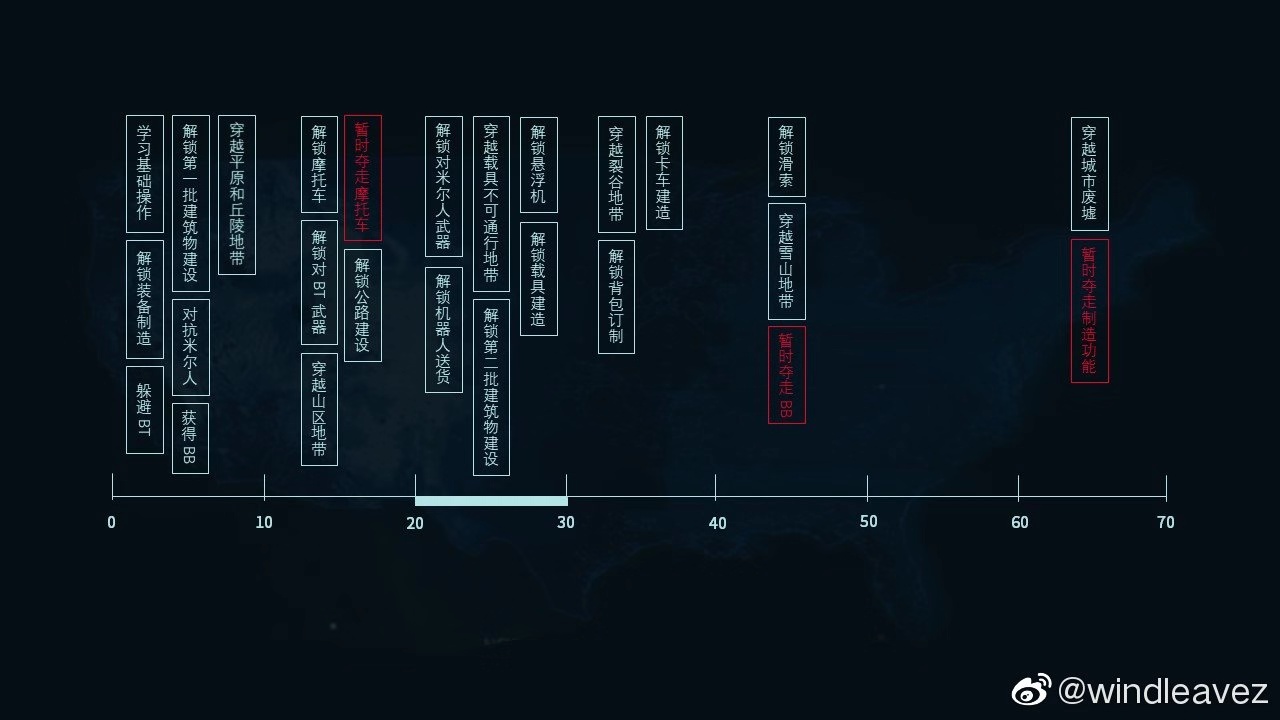 学习基础操作
解锁装备制造
躲避 BT
解锁第一批建筑物建设
对抗米尔人
获得 BB
穿越平原和丘陵地带
解锁摩托车
解锁对 BT 武器
穿越山区地带
暂时夺走摩托车
解锁公路建设
解锁对米尔人武器
解锁机器人送货
穿越载具不可通行地带
解锁第二批建筑物建设
解锁悬浮机
解锁载具建造
穿越裂谷地带
解锁背包订制
解锁卡车建造
解锁滑索
穿越雪山地带
暂时夺走 BB
穿越城市废墟
暂时夺走制造功能
0 10 20 30 40 50 60 70
@windleavez